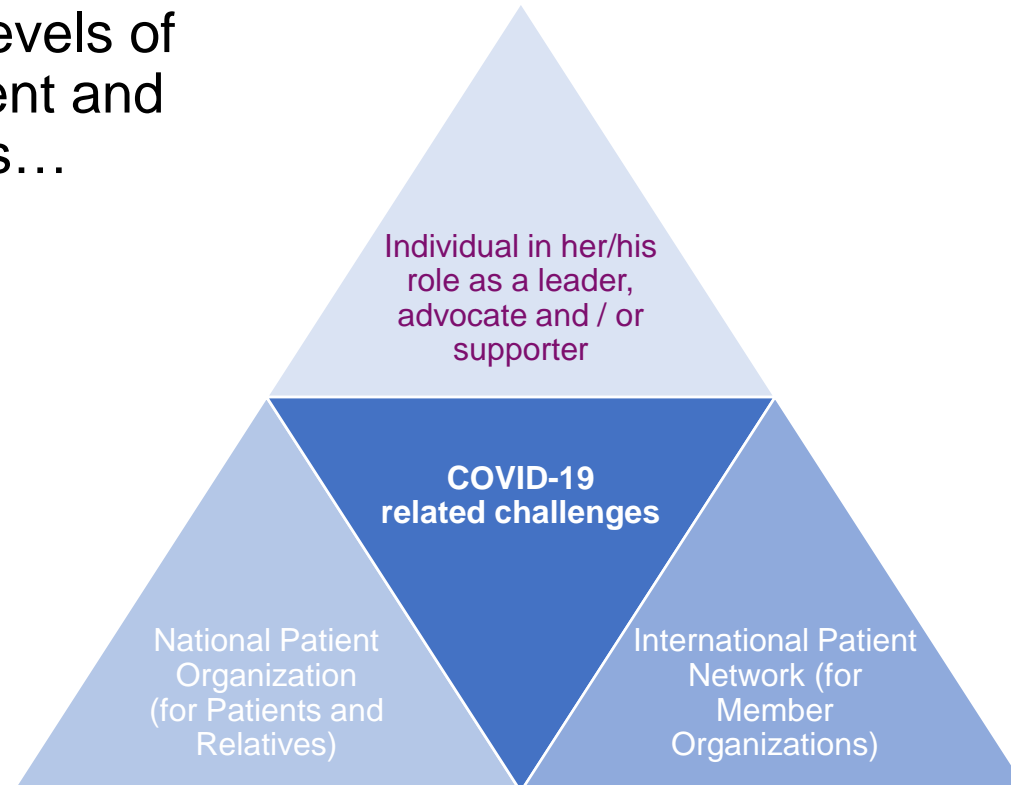 evels of
ent and
s…
Individual in her/his
role as a leader,
advocate and / or
supporter
COVID-19
related challenges
National Patient
Organization
(for Patients and
Relatives)
International Patient
Network (for
Member
Organizations)